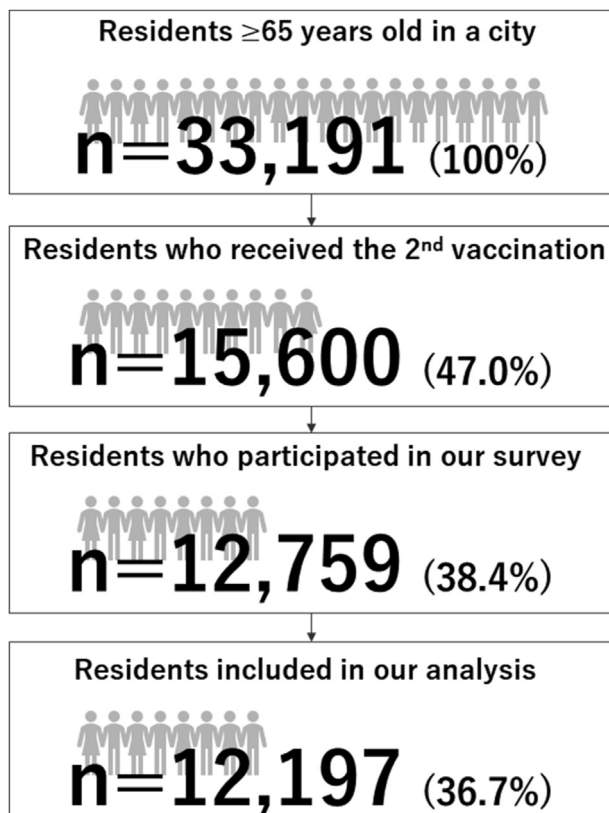 Residents ≥65 years old in a city
n=33,191 (100%)
Residents who received the 2nd vaccination
n=15,600 (47.0%)
Residents who participated in our survey
n=12,759 (38.4%)
Residents included in our analysis
n=12,197 (36.7%)